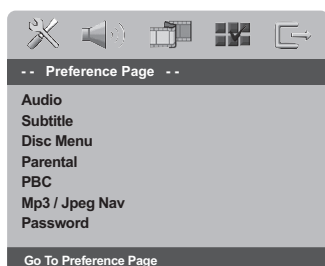 -- Preference Page --
Audio
Subtitle
Disc Menu
Parental
PBC
Mp3 / Jpeg Nav
Password
Go To Preference Page